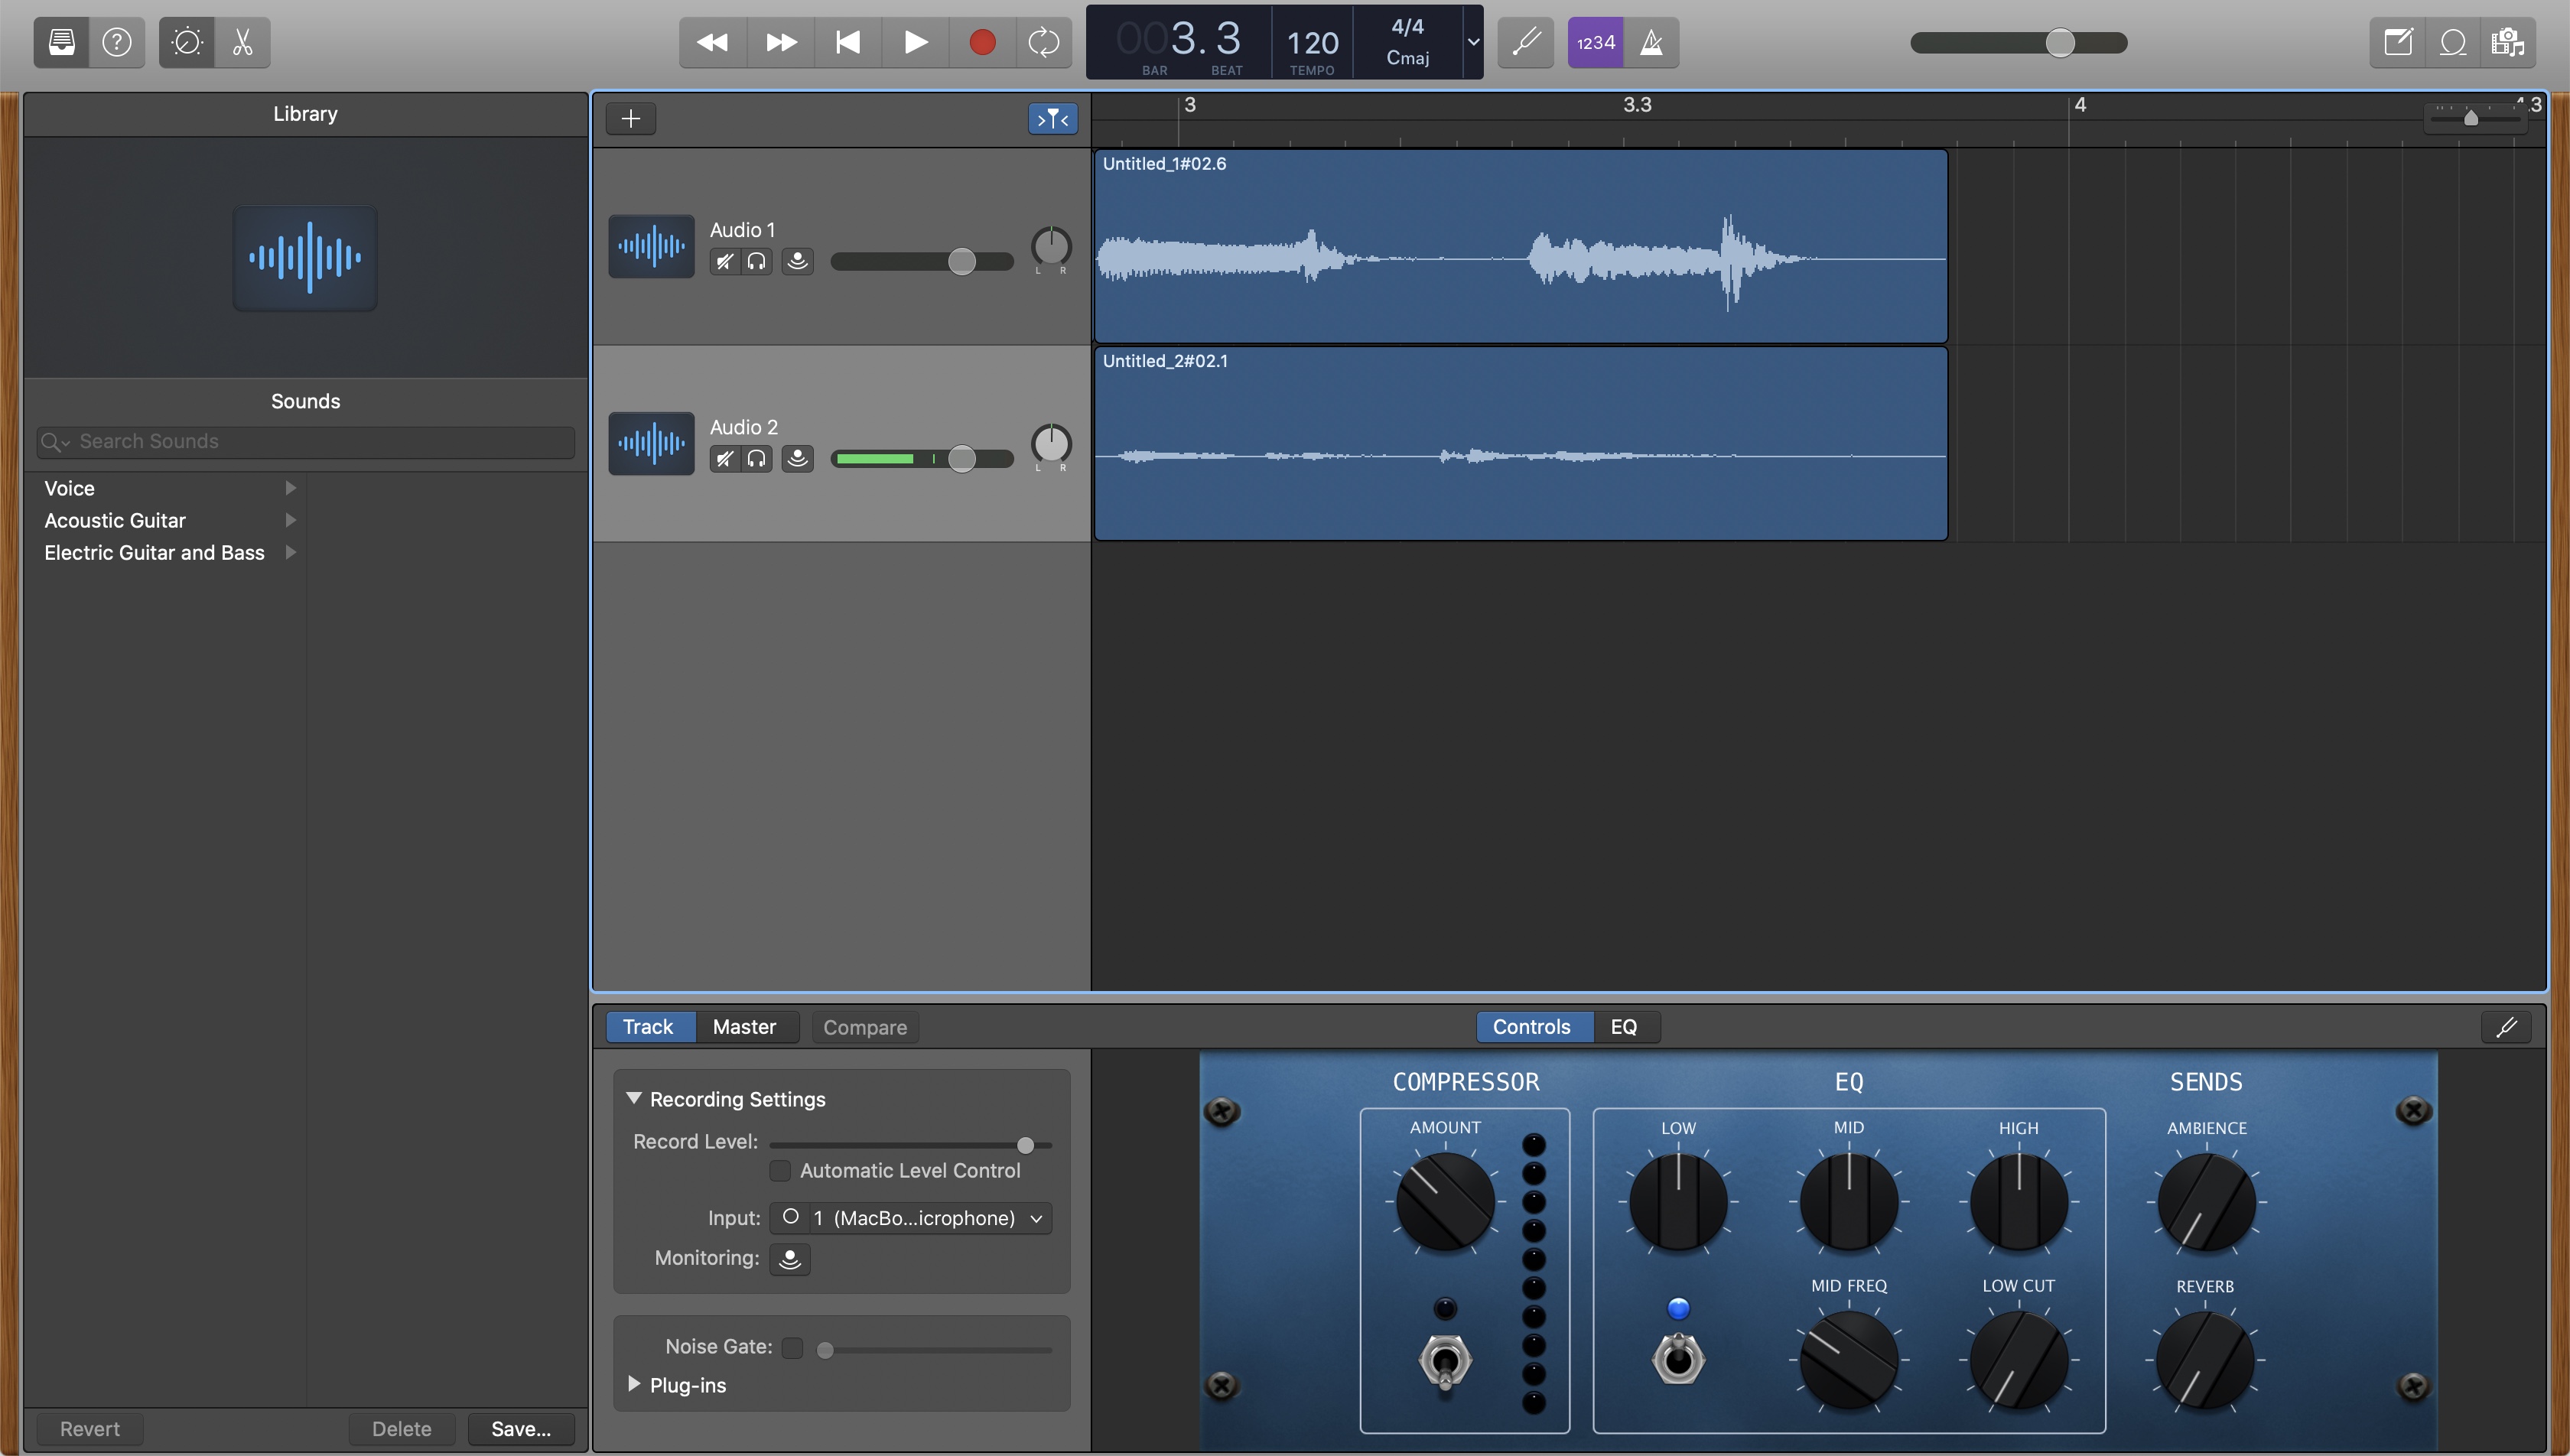 003.3
BAR
BEAT
120
TEMPO
4/4
Cmaj
1234
Library
Sounds
Search Sounds
Voice
Acoustic Guitar
Electric Guitar and Bass
Revert
Delete
Save...
3
3.3
4
4.3
Audio 1
L R
Untitled_1#02.6
Audio 2
L R
Untitled_2#02.1
Track
Master
Compare
Controls
EQ
Recording Settings
Record Level:
Automatic Level Control
Input:
1 (MacBo...icrophone)
Monitoring:
Noise Gate:
Plug-ins
COMPRESSOR
AMOUNT
EQ
LOW
MID
HIGH
MID FREQ
LOW CUT
SENDS
AMBIENCE
REVERB